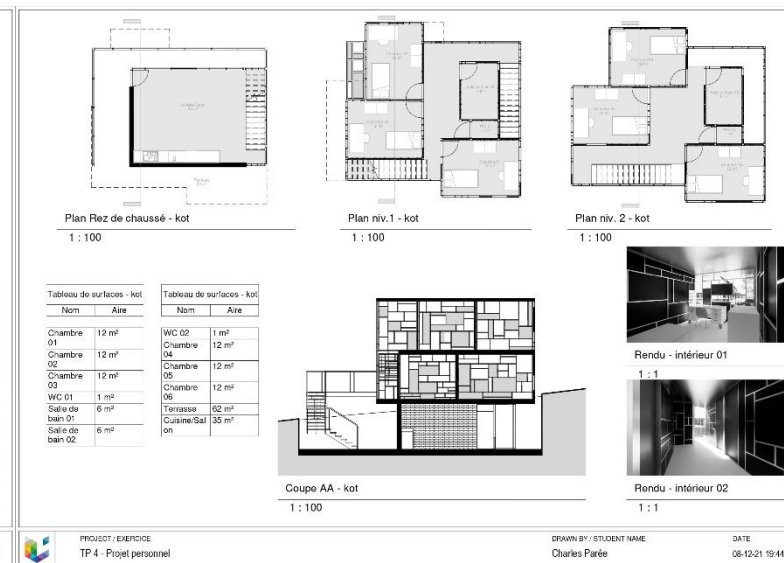 Plan Rez de chaussé - kot
1 : 100
Plan niv.1 - kot
1 : 100
Plan niv. 2 - kot
1 : 100
Tableau de surfaces - kot
Nom Aire
Chambre 12 m²
01
Chambre 12 m²
02
Chambre 12 m²
03
WC 01 1 m²
Salle de 6 m²
bain 01
Salle de 6 m²
bain 02
Tableau de surfaces - kot
Nom Aire
WC 02 1 m²
Chambre 12 m²
04
Chambre 12 m²
05
Chambre 12 m²
06
Terrasse 62 m²
Cuisine/Sal 35 m²
on
Coupe AA - kot
1 : 100
Rendu - intérieur 01
1 : 1
Rendu - intérieur 02
1 : 1
PROJECT / EXERCICE
TP 4 - Projet personnel
DRAWN BY / STUDENT NAME
Charles Parée
DATE
08-12-21 19:44